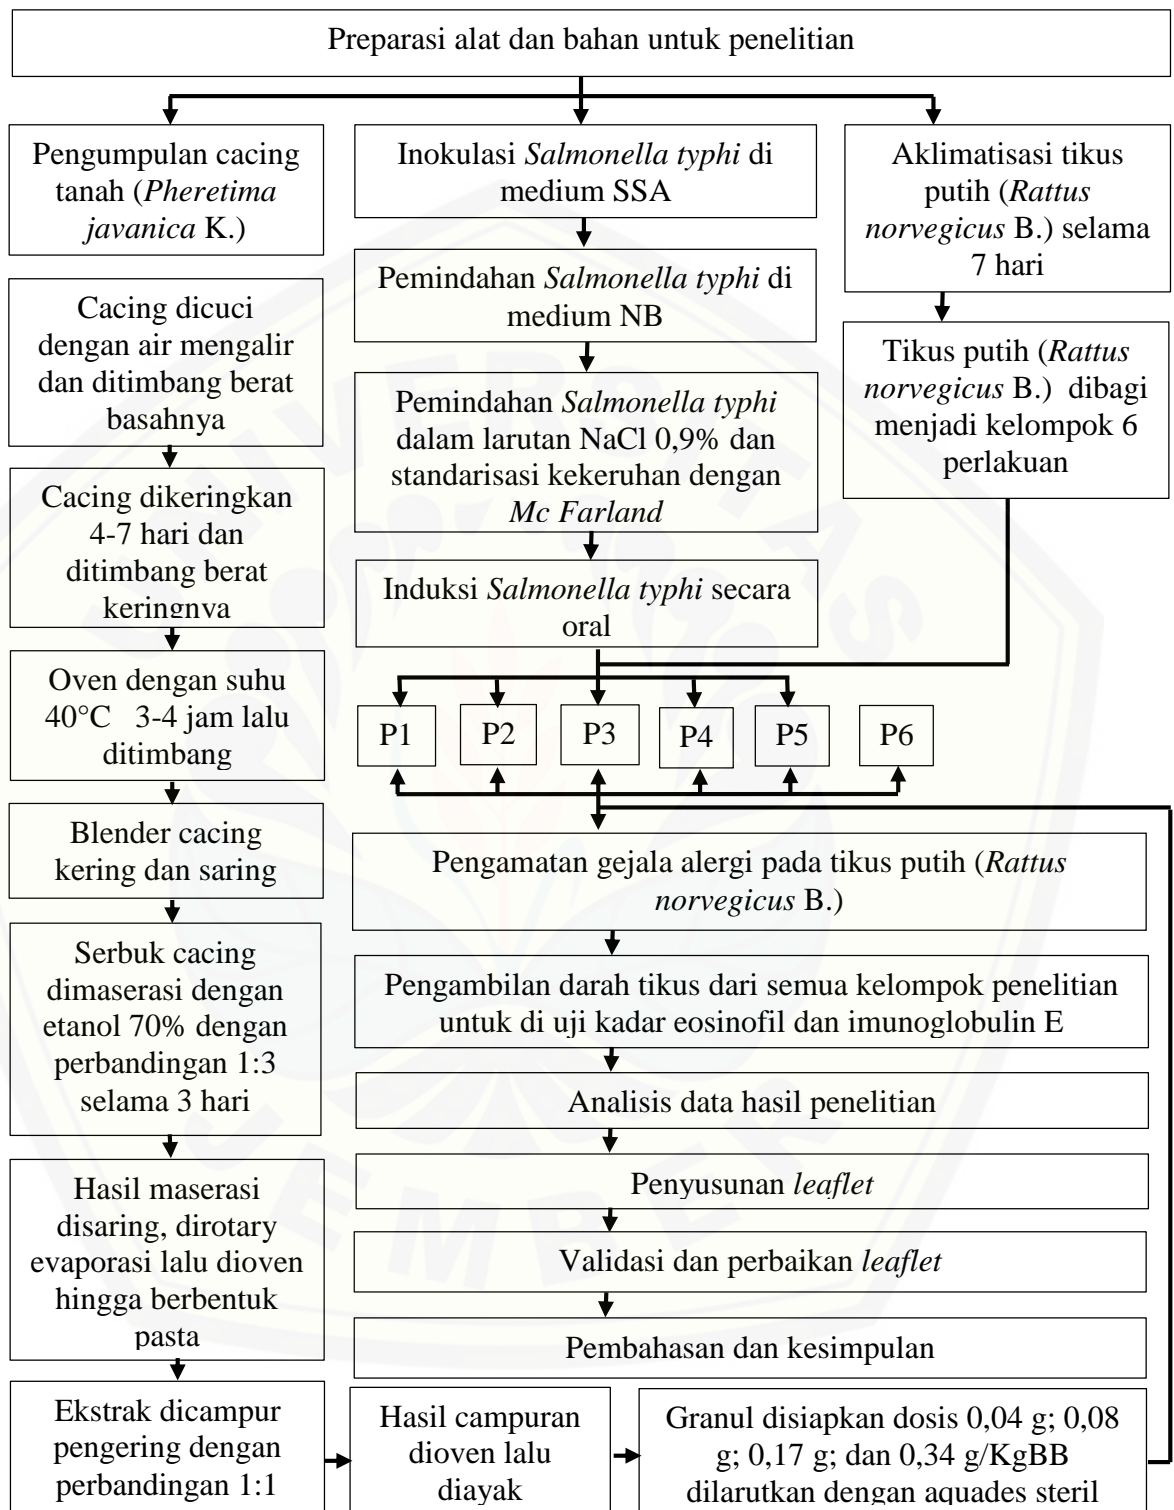 Preparasi alat dan bahan untuk penelitian
Pengumpulan cacing
tanah (Pheretima
javanica K.)
Cacing dicuci
dengan air mengalir
dan ditimbang berat
basahnya
Cacing dikeringkan
4-7 hari dan
ditimbang berat
keringnya
Oven dengan suhu
40°C 3-4 jam lalu
ditimbang
Blender cacing
kering dan saring
Serbuk cacing
dimaserasi dengan
etanol 70% dengan
perbandingan 1:3
selama 3 hari
Hasil maserasi
disaring, dirotary
evaporasi lalu dioven
hingga berbentuk
pasta
Ekstrak dicampur
pengering dengan
perbandingan 1:1
Hasil campuran
dioven lalu
diayak
Granul disiapkan dosis 0,04 g; 0,08
g; 0,17 g; dan 0,34 g/KgBB
dilarutkan dengan aquades steril
Inokulasi Salmonella typhi di
medium SSA
Pemindahan Salmonella typhi di
medium NB
Pemindahan Salmonella typhi
dalam larutan NaCl 0,9% dan
standarisasi kekeruhan dengan
Mc Farland
Induksi Salmonella typhi secara
oral
Aklimatisasi tikus
putih (Rattus
norvegicus B.) selama
7 hari
Tikus putih (Rattus
norvegicus B.) dibagi
menjadi kelompok 6
perlakuan
P1 P2 P3 P4 P5 P6
Pengamatan gejala alergi pada tikus putih (Rattus
norvegicus B.)
Pengambilan darah tikus dari semua kelompok penelitian
untuk di uji kadar eosinofil dan imunoglobulin E
Analisis data hasil penelitian
Penyusunan leaflet
Validasi dan perbaikan leaflet
Pembahasan dan kesimpulan
UNIVERSITAS
JEMBER